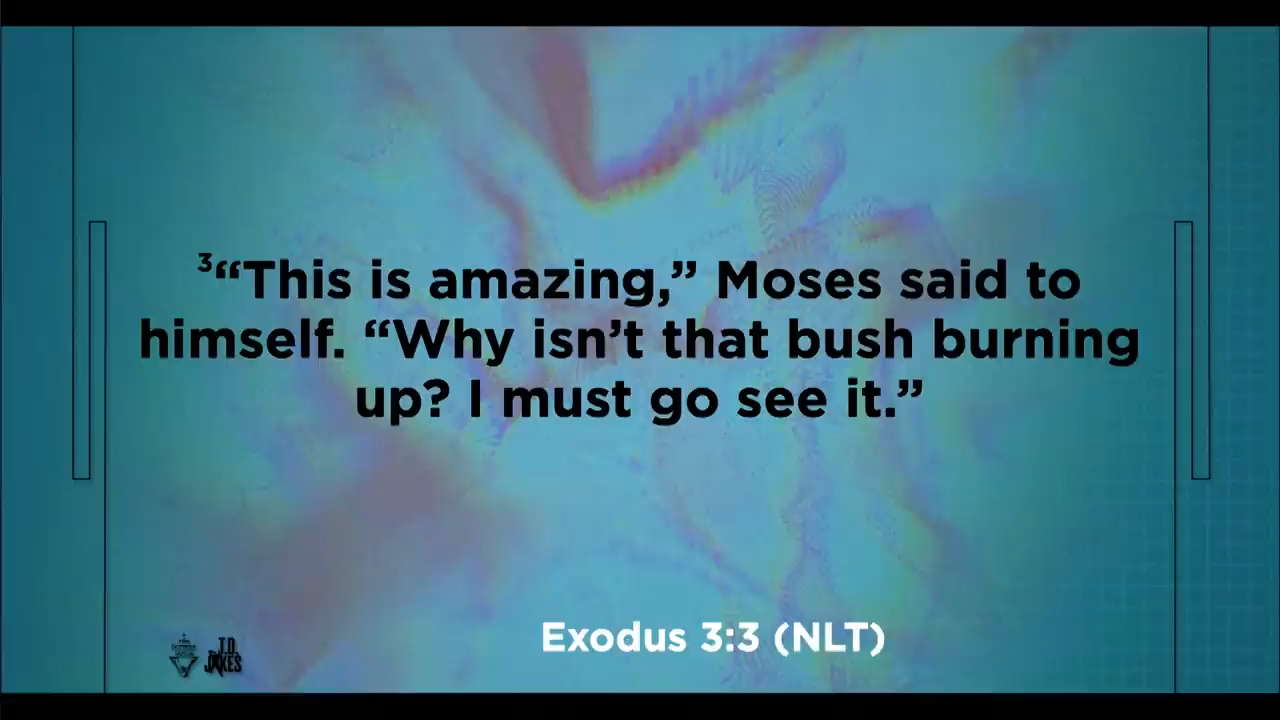 ³“This is amazing,” Moses said to
himself. “Why isn’t that bush burning
up? I must go see it.”
Exodus 3:3 (NLT)
T.D.
JAKES